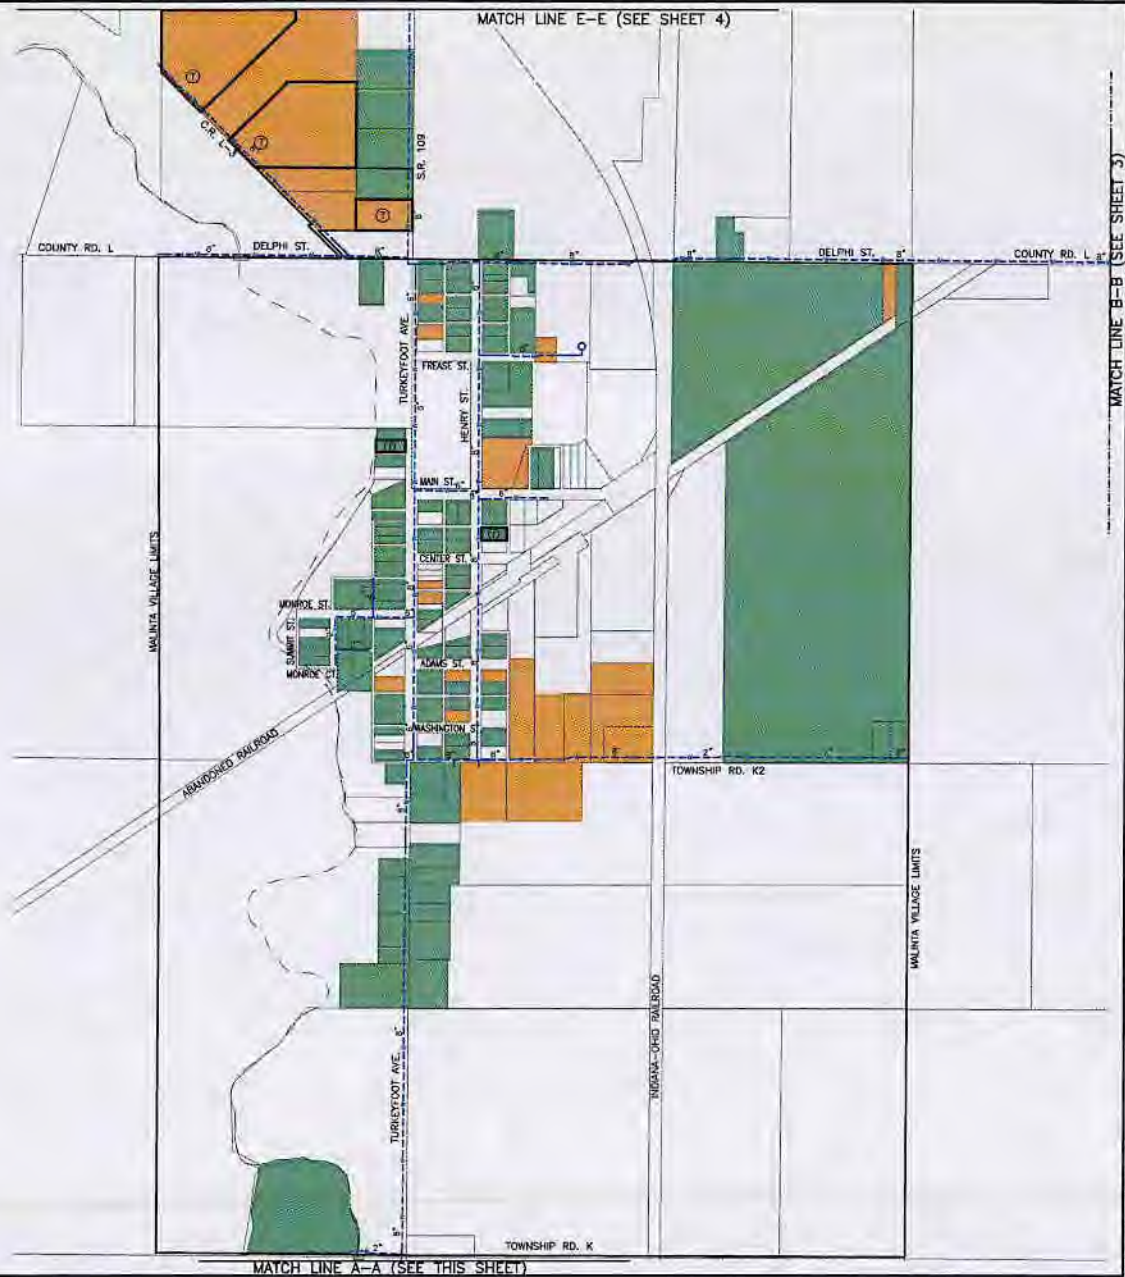 MATCH LINE E-E (SEE SHEET 4)
C.R. L-3
S.R. 109
MATCH LINE B-B (SEE SHEET 3)
COUNTY RD. L
DELPHI ST.
DELPHI ST.
COUNTY RD. L
TURKEYFOOT AVE.
FREASE ST.
HENRY ST.
MAIN ST.
CENTER ST.
MALINTA VILLAGE LIMITS
MONROE ST.
SUMMIT ST.
MONROE CT.
ADAMS ST.
WASHINGTON S
ABANDONED RAILROAD
TOWNSHIP RD. K2
MALINTA VILLAGE LIMITS
INDIANA-OHIO RAILROAD
TURKEYFOOT AVE.
2"
TOWNSHIP RD. K
MATCH LINE A-A (SEE THIS SHEET)